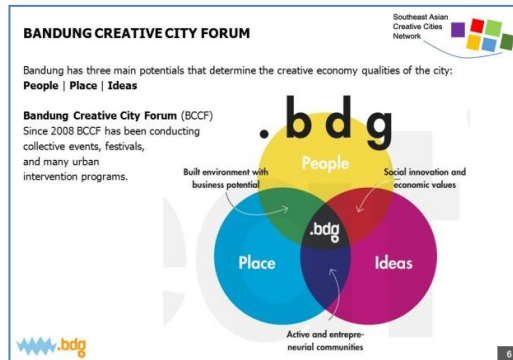 BANDUNG CREATIVE CITY FORUM
Southeast Asian
Creative Cities
Network
Bandung has three main potentials that determine the creative economy qualities of the city:
People | Place | Ideas
Bandung Creative City Forum (BCCF)
Since 2008 BCCF has been conducting
collective events, festivals,
and many urban
intervention programs.
.bdg
People
Built environment with
business potential
Social innovation and
economic values
.bdg
Place
Ideas
Active and entrepre-
neurial communities
.bdg
6